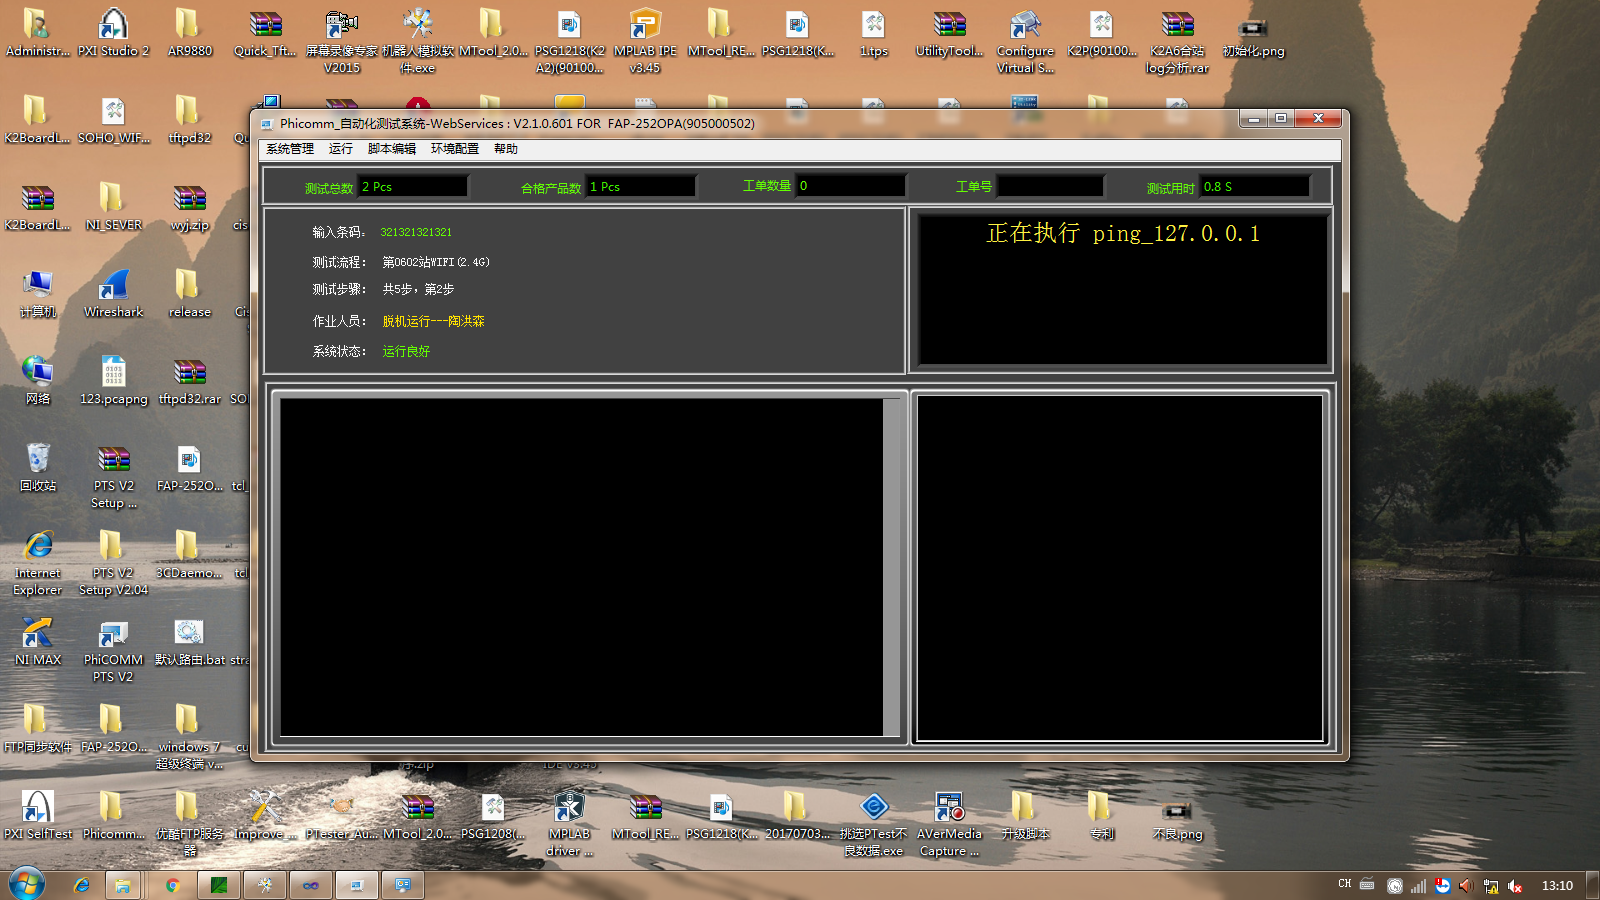 Administr...
PXI Studio 2
AR9880
Quick_Tft...
屏幕录像专家
V2015
机器人模拟软
件.exe
MTool_2.0...
PSG1218(K2
A2)(90100...
MPLAB IPE
v3.45
MTool_RE...
PSG1218(K...
1.tps
UtilityTool...
Configure
Virtual S...
K2P(90100...
K2A6合站
log分析.rar
初始化.png
K2BoardL...
SOHO_WIF...
tftpd32
Qu
Phicomm_自动化测试系统-WebServices : V2.1.0.601 FOR FAP-252OPA(905000502)
系统管理 运行 脚本编辑 环境配置 帮助
测试总数 2 Pcs 合格产品数 1 Pcs 工单数量 0 工单号 测试用时 0.8 S
输入条码: 321321321321
测试流程: 第0602站WIFI(2.4G)
测试步骤: 共5步，第2步
作业人员: 脱机运行---陶洪森
系统状态: 运行良好
正在执行 ping_127.0.0.1
K2BoardL...
NI_SEVER
wyj.zip
cis
计算机
Wireshark
release
Cis
网络
123.pcapng
tftpd32.rar
SOI
回收站
PTS V2
Setup ...
FAP-252O...
tcl_
Internet
Explorer
PTS V2
Setup V2.04
3CDaemo...
tcl
NI MAX
PhiCOMM
PTS V2
默认路由.bat
stra
FTP同步软件
FAP-252O...
windows 7
超级终端 v...
cu
序.zip
IDE v3.45
PXI SelfTest
Phicomm...
优酷FTP服务
器
Improve_...
PTester_Au...
MTool_2.0...
PSG1208(...
MPLAB
driver ...
MTool_RE...
PSG1218(K...
20170703...
挑选PTest不
良数据.exe
AVerMedia
Capture ...
升级脚本
专利
不良.png
CH
13:10